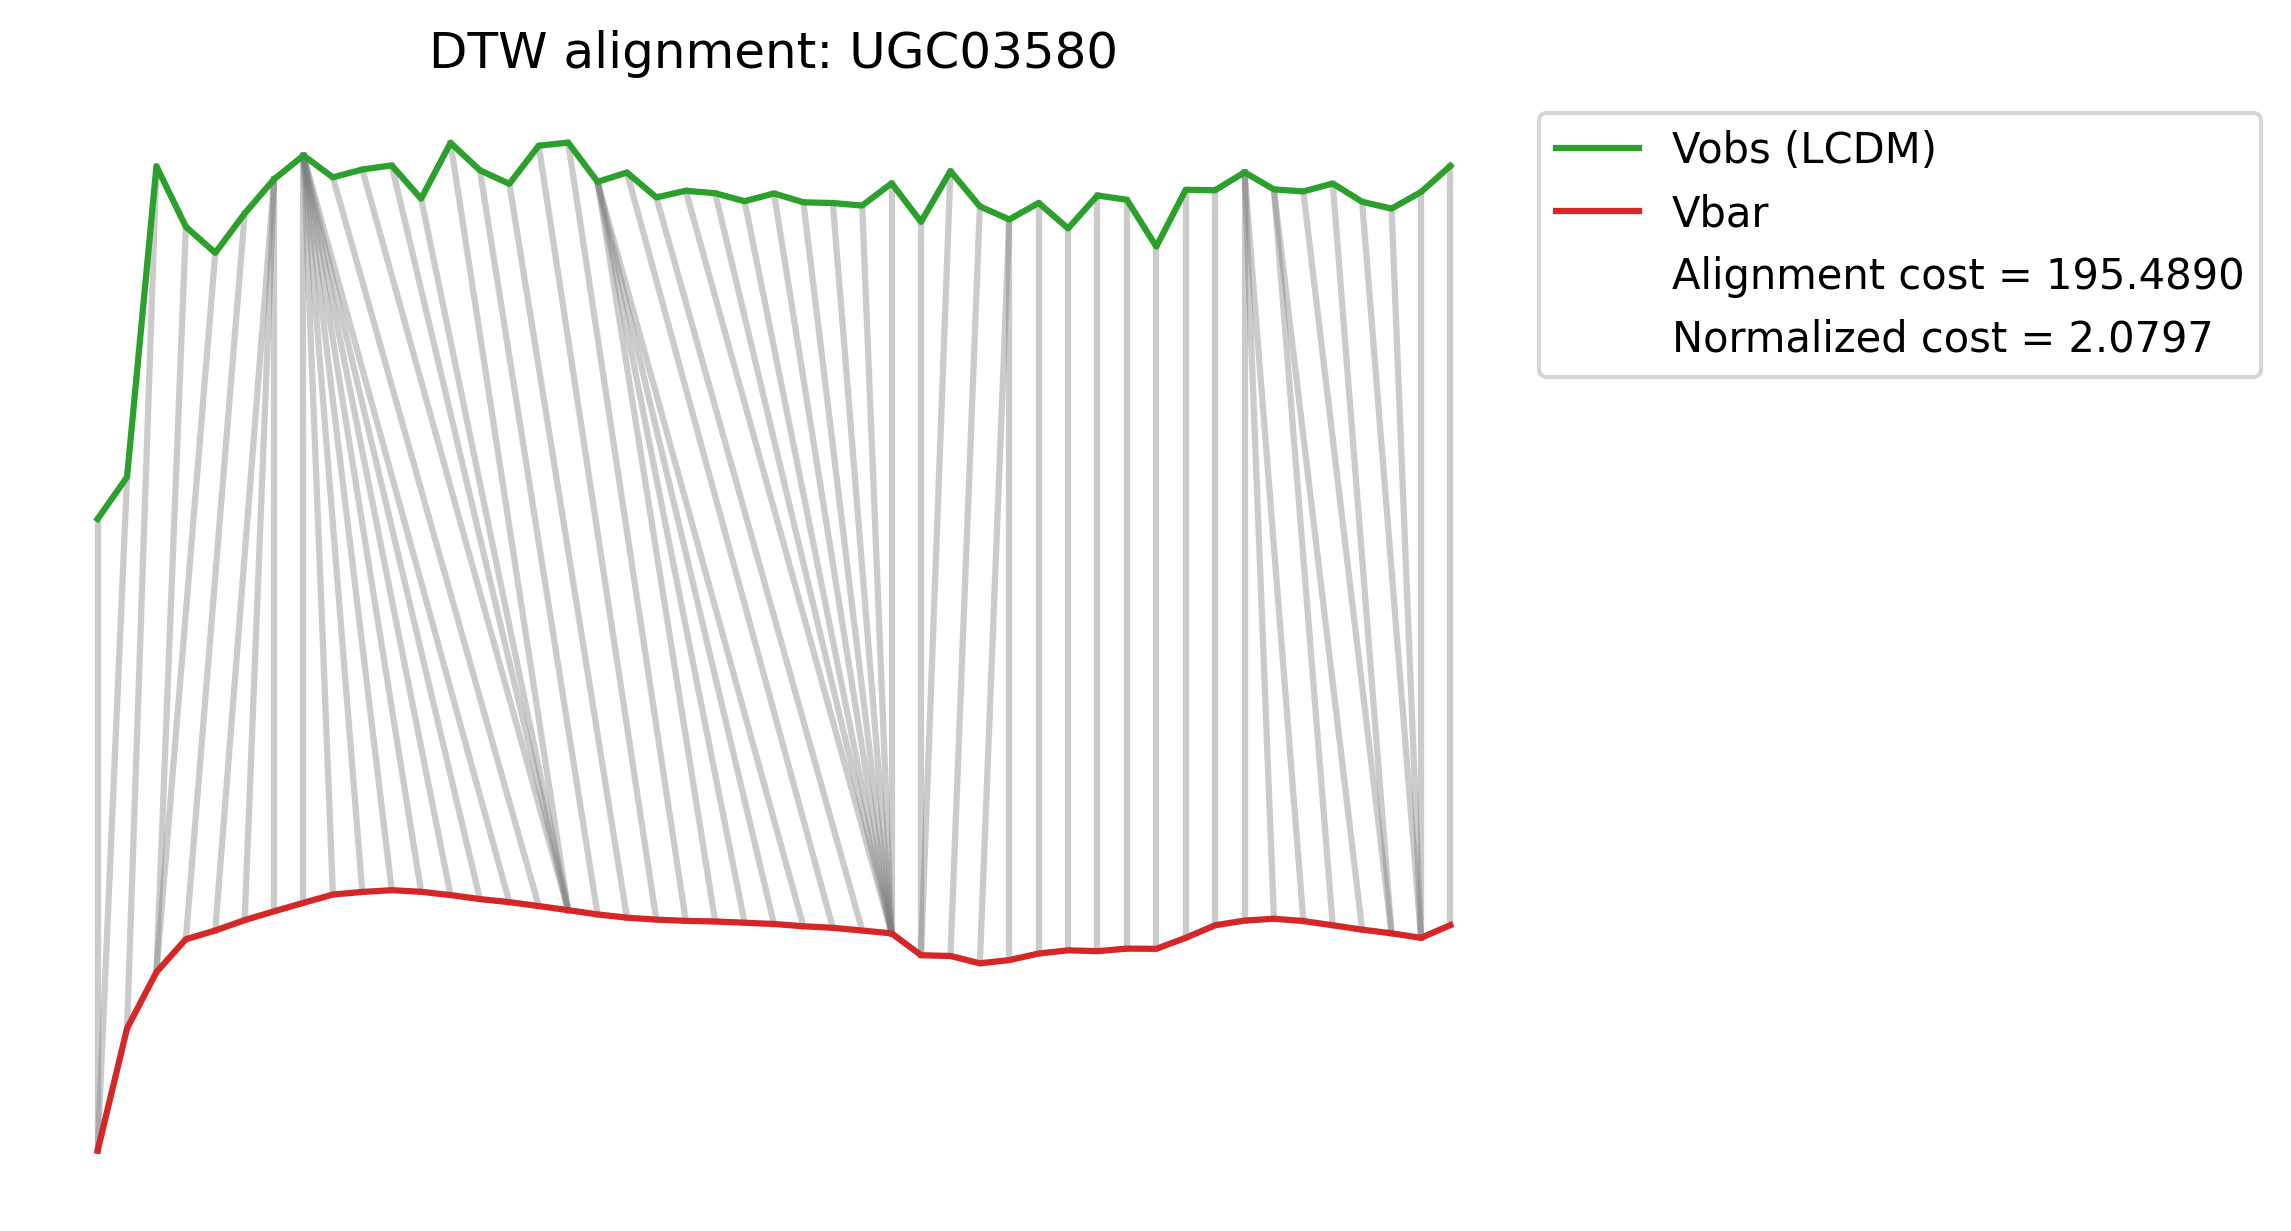 DTW alignment: UGC03580
Vobs (LCDM)
Vbar
Alignment cost = 195.4890
Normalized cost = 2.0797